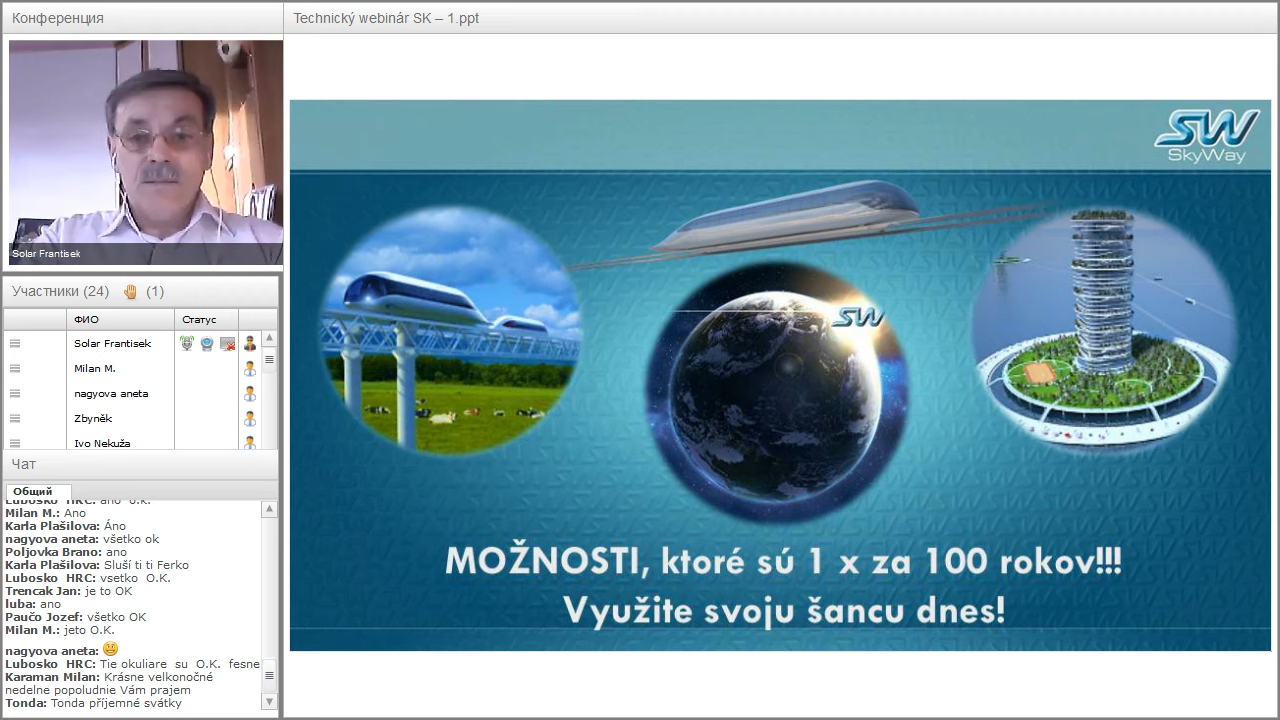 Конференция
Technický webinár SK – 1.ppt
Solar Frantisek
Участники (24) (1)
ФИО Статус
Solar Frantisek
Milan M.
nagyova aneta
Zbyněk
Ivo Nekuža
Чат
Общий
Lubosko HRC: ano o.k.
Milan M.: Ano
Karla Plašilova: Áno
nagyova aneta: všetko ok
Poljovka Brano: ano
Karla Plašilova: Sluší ti ti Ferko
Lubosko HRC: vsetko O.K.
Trencak Jan: je to OK
luba: ano
Paučo Jozef: všetko OK
Milan M.: jeto O.K.
nagyova aneta:
Lubosko HRC: Tie okuliare su O.K. fesne
Karaman Milan: Krásne velkonočné
nedelne popoludnie Vám prajem
Tonda: Tonda příjemné svátky
SW
SkyWay
SW
MOŽNOSTI, ktoré sú 1 x za 100 rokov!!!
Využite svoju šancu dnes!